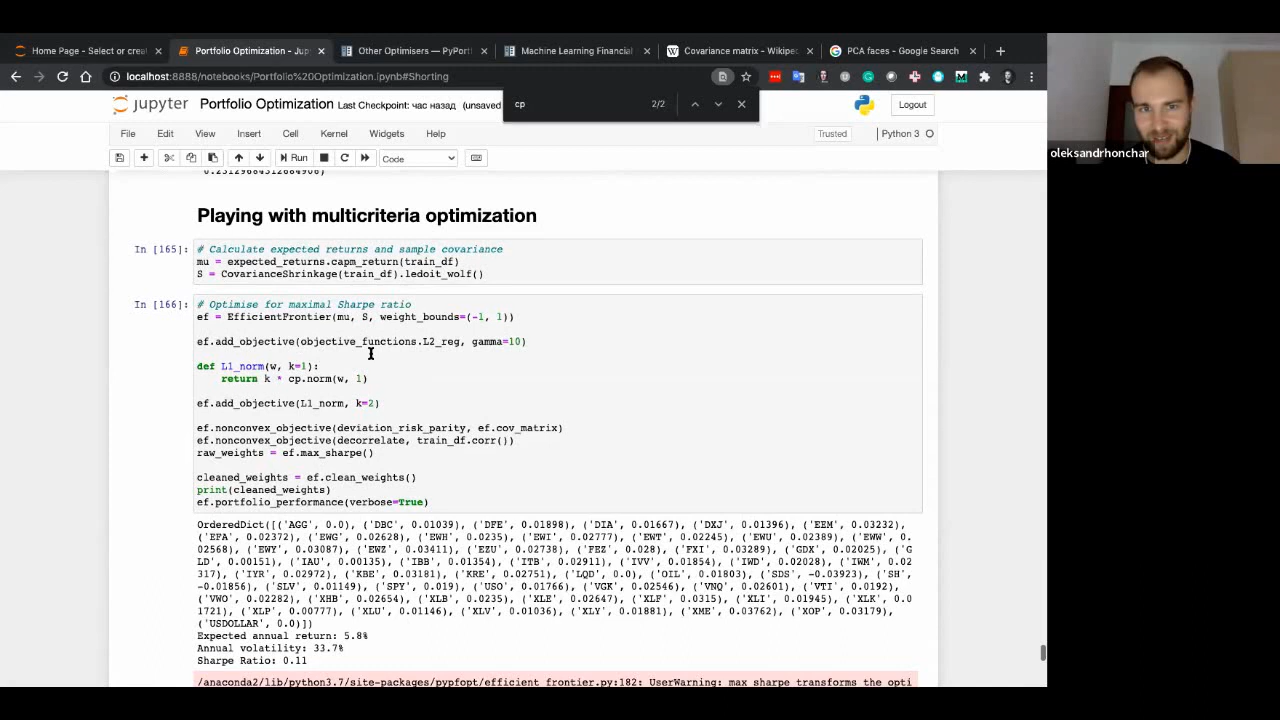 Home Page - Select or creat
Portfolio Optimization - Jup
Other Optimisers — PyPort
Machine Learning Financial
Covariance matrix - Wikiped
PCA faces - Google Search
localhost:8888/notebooks/Portfolio%20Optimization.ipynb#Shorting
cp 2/2
jupyter Portfolio Optimization Last Checkpoint: час назад (unsaved
Logout
File Edit View Insert Cell Kernel Widgets Help
Trusted Python 3
Run Code
oleksandrhonchar
0.23129684312684906)
Playing with multicriteria optimization
In [165]: # Calculate expected returns and sample covariance
mu = expected_returns.capm_return(train_df)
S = CovarianceShrinkage(train_df).ledoit_wolf()
In [166]: # Optimise for maximal Sharpe ratio
ef = EfficientFrontier(mu, S, weight_bounds=(-1, 1))
ef.add_objective(objective_functions.L2_reg, gamma=10)
def L1_norm(w, k=1):
return k * cp.norm(w, 1)
ef.add_objective(L1_norm, k=2)
ef.nonconvex_objective(deviation_risk_parity, ef.cov_matrix)
ef.nonconvex_objective(decorrelate, train_df.corr())
raw_weights = ef.max_sharpe()
cleaned_weights = ef.clean_weights()
print(cleaned_weights)
ef.portfolio_performance(verbose=True)
OrderedDict([('AGG', 0.0), ('DBC', 0.01039), ('DFE', 0.01898), ('DIA', 0.01667), ('DXJ', 0.01396), ('EEM', 0.03232),
('EFA', 0.02372), ('EWG', 0.02628), ('EWH', 0.0235), ('EWI', 0.02777), ('EWT', 0.02245), ('EWU', 0.02389), ('EWW', 0.
02568), ('EWY', 0.03087), ('EWZ', 0.03411), ('EZU', 0.02738), ('FEZ', 0.028), ('FXI', 0.03289), ('GDX', 0.02025), ('G
LD', 0.00151), ('IAU', 0.00135), ('IBB', 0.01354), ('ITB', 0.02911), ('IVV', 0.01854), ('IWD', 0.02028), ('IWM', 0.02
317), ('IYR', 0.02972), ('KBE', 0.03181), ('KRE', 0.02751), ('LQD', 0.0), ('OIL', 0.01803), ('SDS', -0.03923), ('SH',
-0.01856), ('SLV', 0.01149), ('SPY', 0.019), ('USO', 0.01766), ('VGK', 0.02546), ('VNQ', 0.02601), ('VTI', 0.0192),
('VWO', 0.02282), ('XHB', 0.02654), ('XLB', 0.0235), ('XLE', 0.02647), ('XLF', 0.0315), ('XLI', 0.01945), ('XLK', 0.0
1721), ('XLP', 0.00777), ('XLU', 0.01146), ('XLV', 0.01036), ('XLY', 0.01881), ('XME', 0.03762), ('XOP', 0.03179),
('USDOLLAR', 0.0)])
Expected annual return: 5.8%
Annual volatility: 33.7%
Sharpe Ratio: 0.11
/anaconda2/lib/python3.7/site-packages/pypfopt/efficient_frontier.py:182: UserWarning: max_sharpe transforms the opti